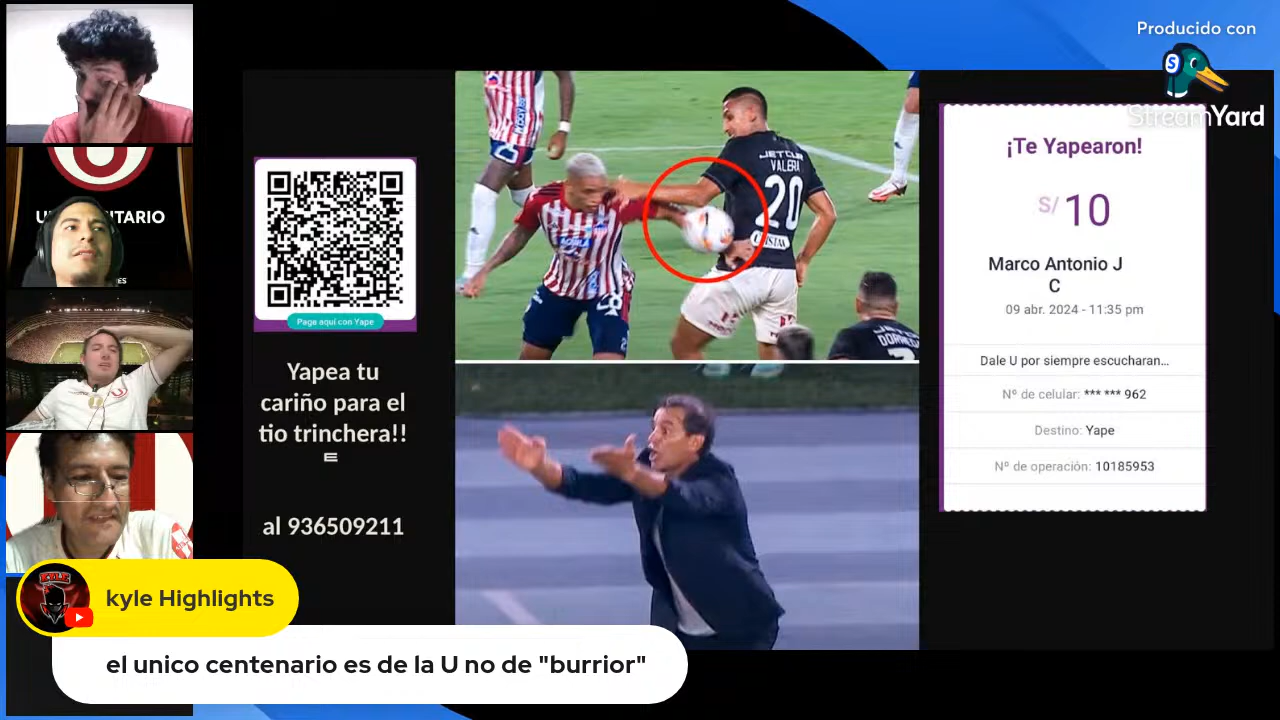 Producido con
StreamYard
UNIVERSITARIO
Paga aquí con Yape
Yapea tu
cariño para el
tio trinchera!!
E
al 936509211
JETOUR
VALERA
20
AGUILA
¡Te Yapearon!
S/ 10
Marco Antonio J
C
09 abr. 2024 - 11:35 pm
Dale U por siempre escucharan...
Nº de celular: *** *** 962
Destino: Yape
Nº de operación: 10185953
KYLE
kyle Highlights
el unico centenario es de la U no de "burrior"